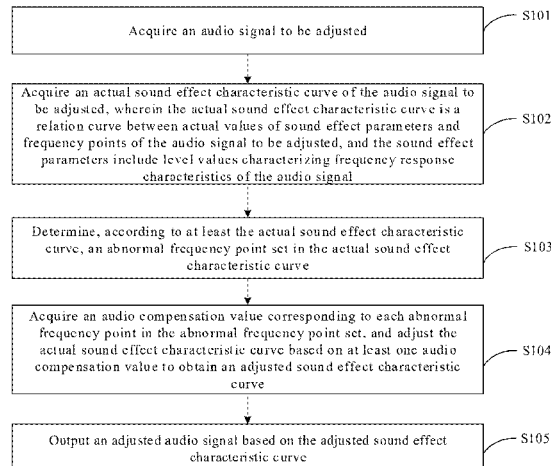 Acquire an audio signal to be adjusted
S101
Acquire an actual sound effect characteristic curve of the audio signal to
be adjusted, wherein the actual sound effect characteristic curve is a
relation curve between actual values of sound effect parameters and
frequency points of the audio signal to be adjusted, and the sound effect
parameters include level values characterizing frequency response
characteristics of the audio signal
S102
Determine, according to at least the actual sound effect characteristic
curve, an abnormal frequency point set in the actual sound effect
characteristic curve
S103
Acquire an audio compensation value corresponding to each abnormal
frequency point in the abnormal frequency point set, and adjust the
actual sound effect characteristic curve based on at least one audio
compensation value to obtain an adjusted sound effect characteristic
curve
S104
Output an adjusted audio signal based on the adjusted sound effect
characteristic curve
S105